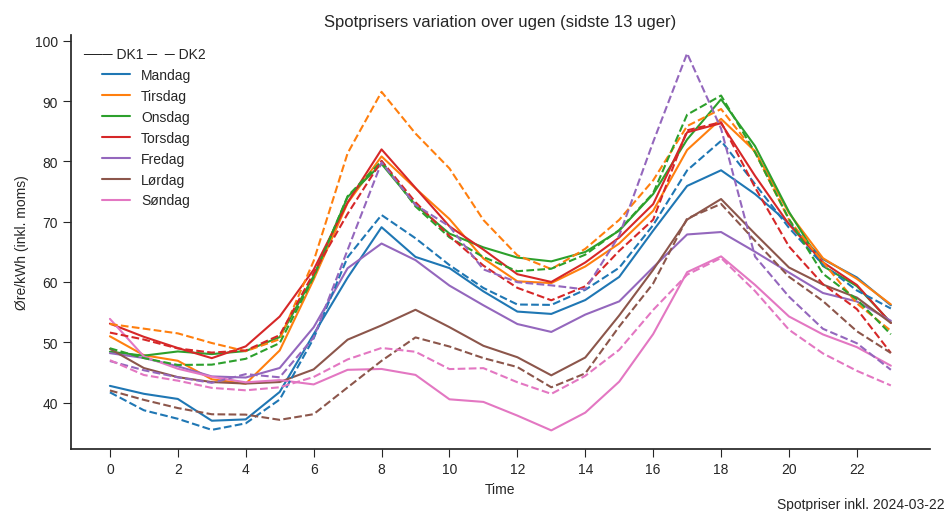 Spotprisers variation over ugen (sidste 13 uger)
DK1 DK2
Mandag
Tirsdag
Onsdag
Torsdag
Fredag
Lørdag
Søndag
Øre/kWh (inkl. moms)
100
90
80
70
60
50
40
0 2 4 6 8 10 12 14 16 18 20 22
Time
Spotpriser inkl. 2024-03-22